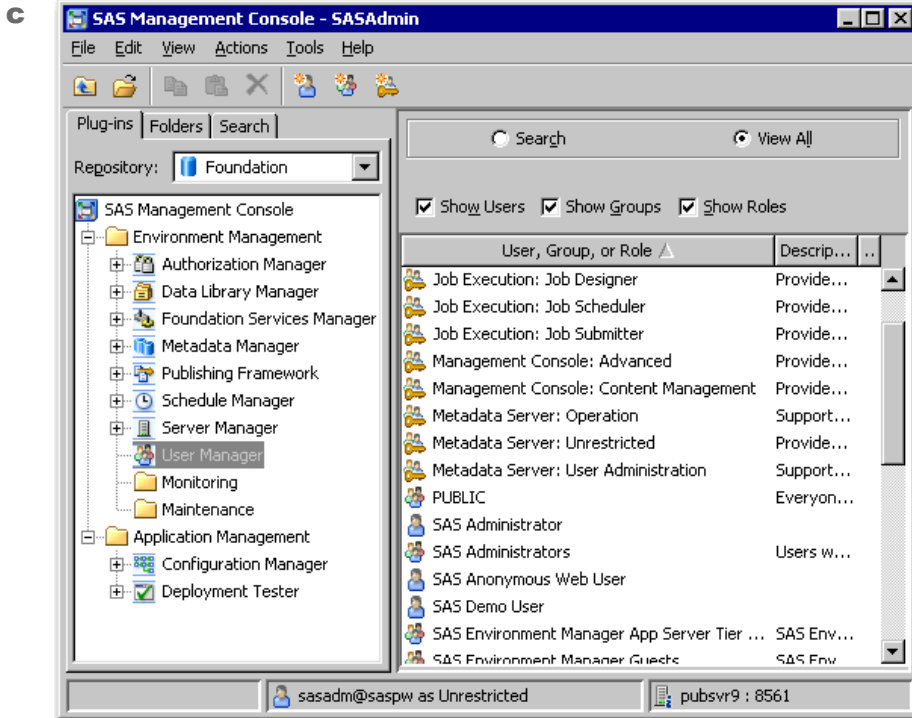 C
SAS Management Console - SASAdmin
File Edit View Actions Tools Help
Plug-ins Folders Search
Repository: Foundation
SAS Management Console
Environment Management
Authorization Manager
Data Library Manager
Foundation Services Manager
Metadata Manager
Publishing Framework
Schedule Manager
Server Manager
User Manager
Monitoring
Maintenance
Application Management
Configuration Manager
Deployment Tester
Search View All
Show Users Show Groups Show Roles
User, Group, or Role Descrip... ..
Job Execution: Job Designer Provide...
Job Execution: Job Scheduler Provide...
Job Execution: Job Submitter Provide...
Management Console: Advanced Provide...
Management Console: Content Management Provide...
Metadata Server: Operation Support...
Metadata Server: Unrestricted Provide...
Metadata Server: User Administration Support...
PUBLIC Everyon...
SAS Administrator
SAS Administrators Users w...
SAS Anonymous Web User
SAS Demo User
SAS Environment Manager App Server Tier ... SAS Env...
SAS Environment Manager Guests SAS Env
sasadm@saspw as Unrestricted pubsvr9 : 8561